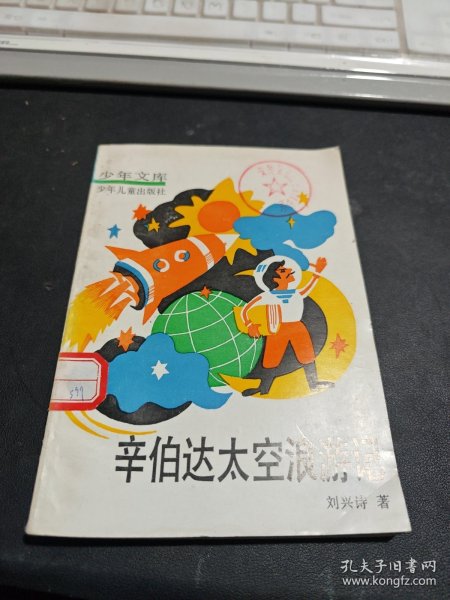 少年文库
少年儿童出版社
599
辛伯达太空浪游记
刘兴诗 著
孔夫子旧书网
www.kongfz.com